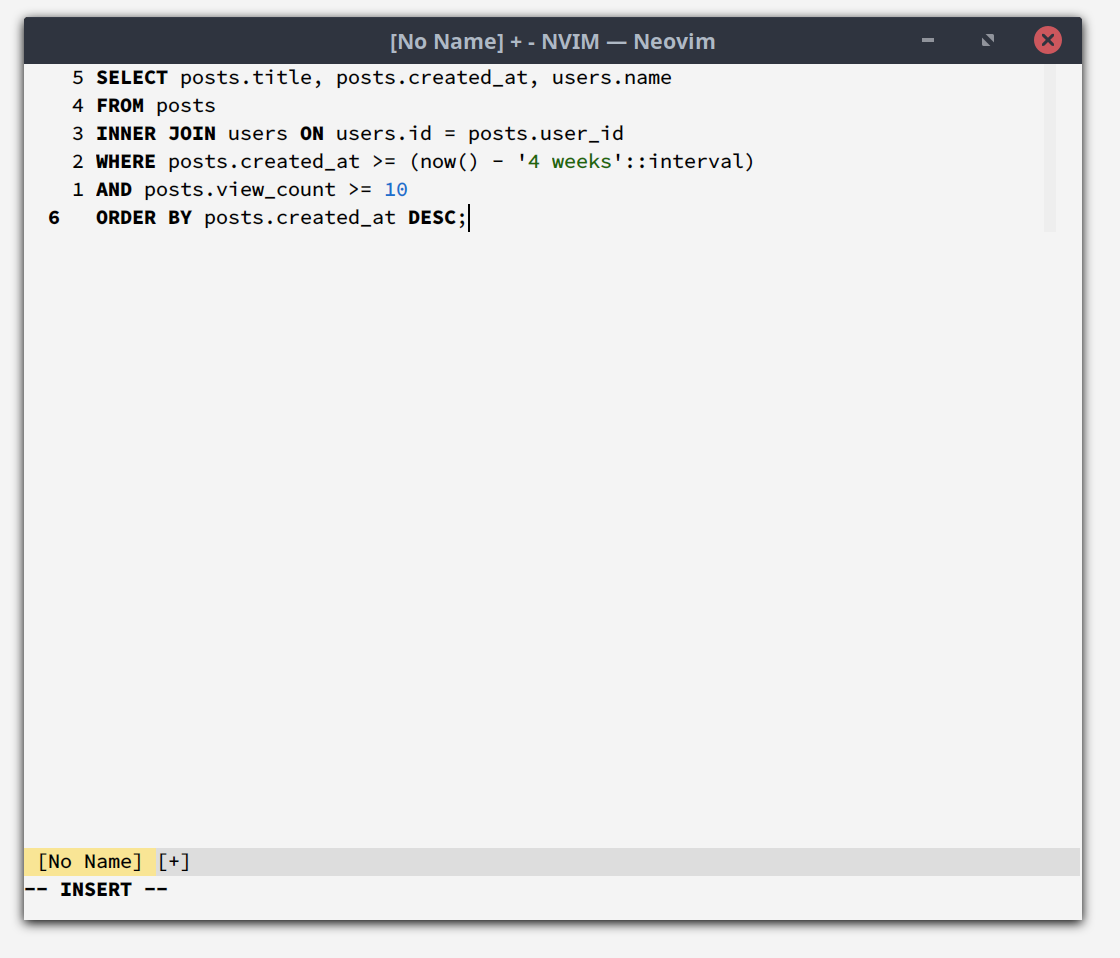 [No Name] + - NVIM — Neovim
5 SELECT posts.title, posts.created_at, users.name
4 FROM posts
3 INNER JOIN users ON users.id = posts.user_id
2 WHERE posts.created_at >= (now() - '4 weeks'::interval)
1 AND posts.view_count >= 10
6 ORDER BY posts.created_at DESC;
[No Name] [+]
-- INSERT --